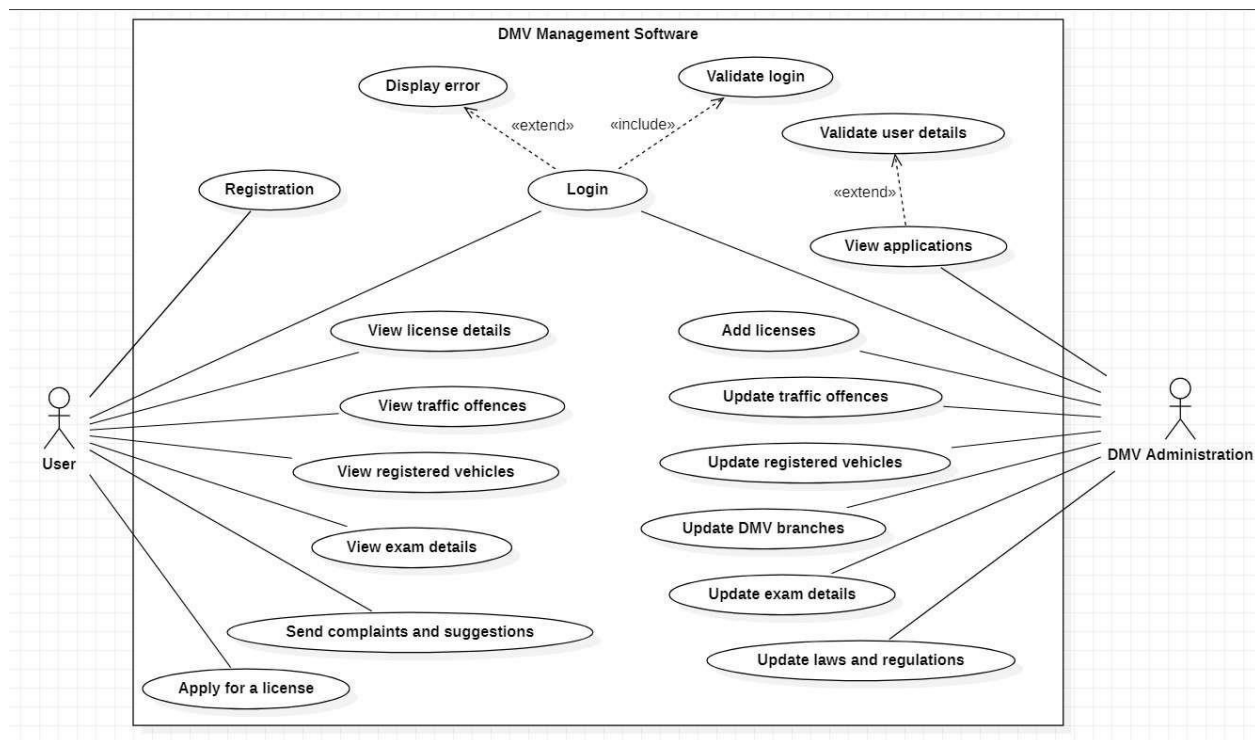 DMV Management Software
Display error
Validate login
«extend»
«include»
Validate user details
Registration
Login
«extend»
View applications
View license details
Add licenses
View traffic offences
Update traffic offences
User
View registered vehicles
Update registered vehicles
DMV Administration
View exam details
Update DMV branches
Update exam details
Send complaints and suggestions
Update laws and regulations
Apply for a license